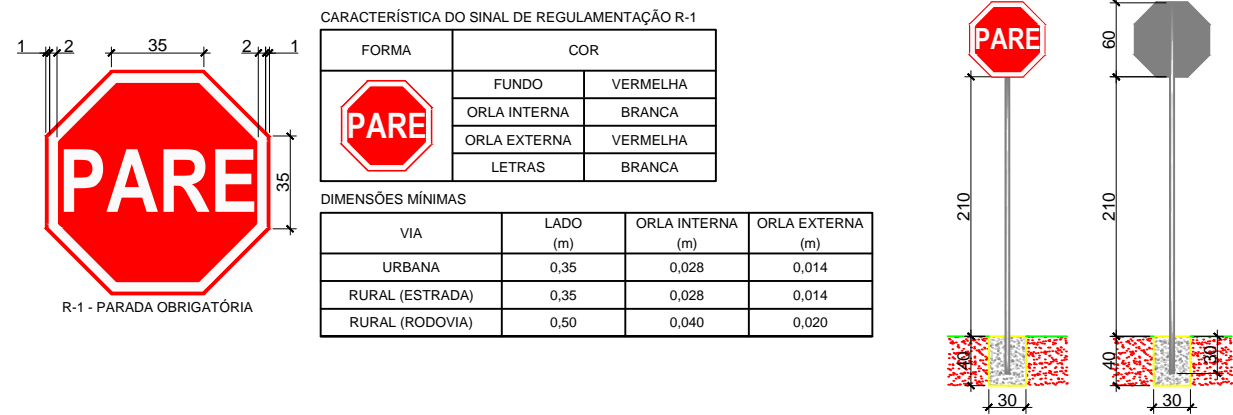 1 2 35 2 1
PARE
35
R-1 - PARADA OBRIGATÓRIA
CARACTERÍSTICA DO SINAL DE REGULAMENTAÇÃO R-1
FORMA COR
PARE
FUNDO VERMELHA
ORLA INTERNA BRANCA
ORLA EXTERNA VERMELHA
LETRAS BRANCA
DIMENSÕES MÍNIMAS
VIA LADO (m) ORLA INTERNA (m) ORLA EXTERNA (m)
URBANA 0,35 0,028 0,014
RURAL (ESTRADA) 0,35 0,028 0,014
RURAL (RODOVIA) 0,50 0,040 0,020
PARE
210
40
30
60
210
40
30
30